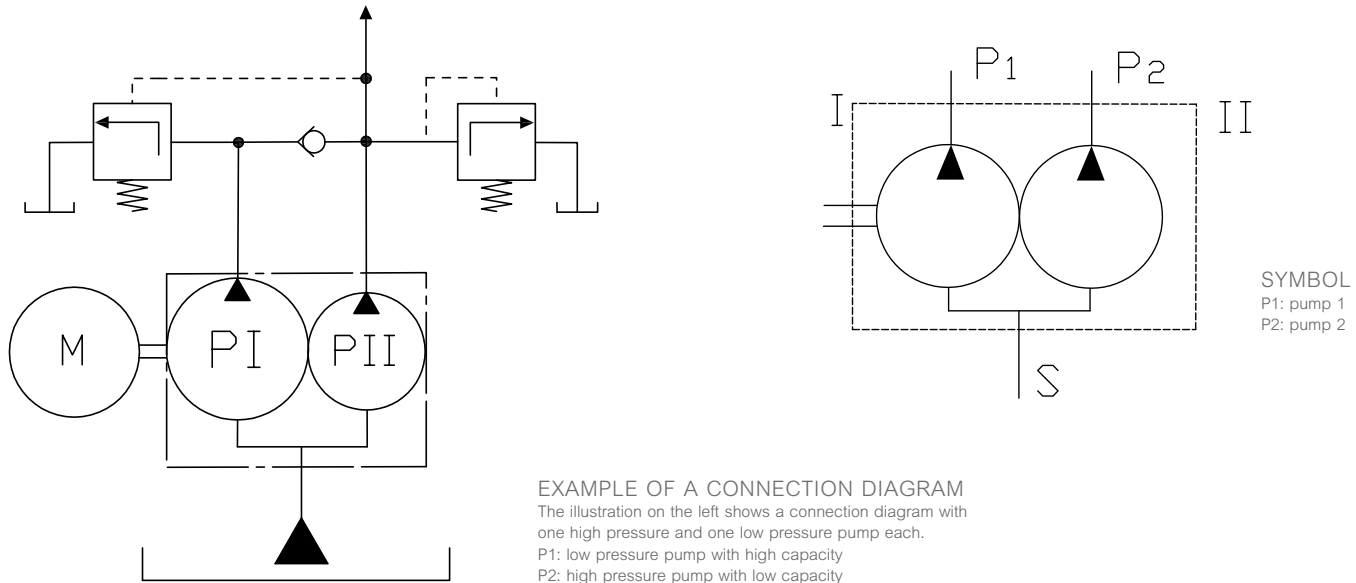 P1
P2
I
II
S
SYMBOL
P1: pump 1
P2: pump 2
M
PI
PII
EXAMPLE OF A CONNECTION DIAGRAM
The illustration on the left shows a connection diagram with
one high pressure and one low pressure pump each.
P1: low pressure pump with high capacity
P2: high pressure pump with low capacity